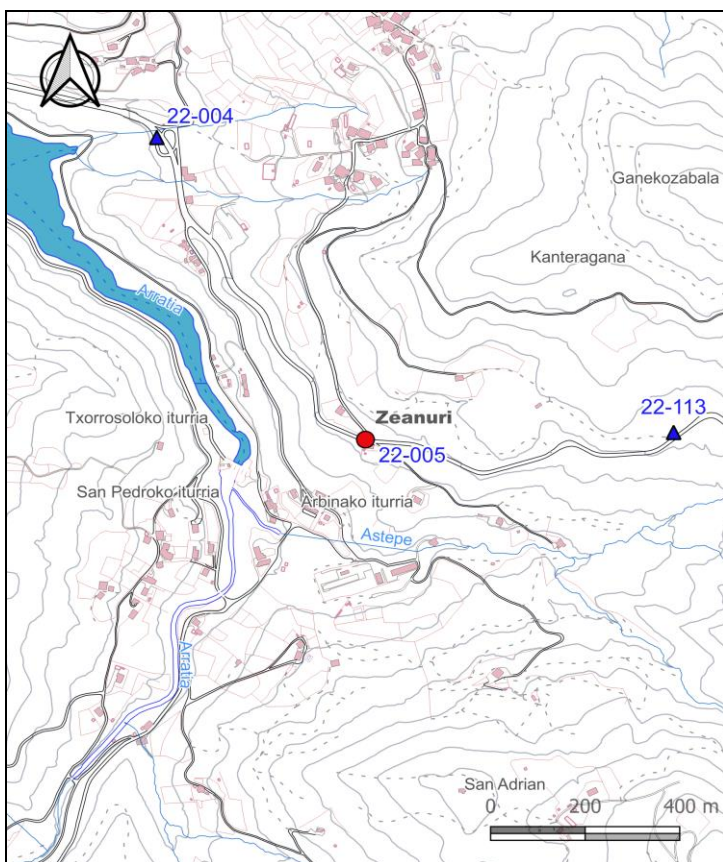 22-004
Ganekozabala
Kanteragana
Arratia
22-113
Txorrosoloko iturria
Zeanuri
22-005
San Pedroko iturria
Arbinako iturria
Astepe
Arratia
San Adrian
0 200 400 m